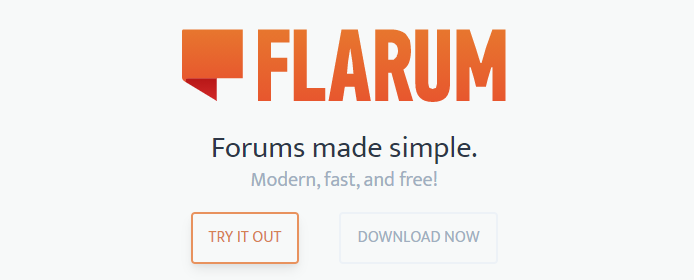 FLARUM
Forums made simple.
Modern, fast, and free!
TRY IT OUT
DOWNLOAD NOW